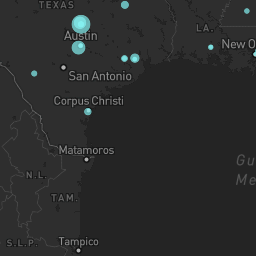 TEXAS
LA.
Austin
New O
San Antonio
Corpus Christi
Matamoros
Gu
Me
N.L.
TAM.
S.L.P.
Tampico